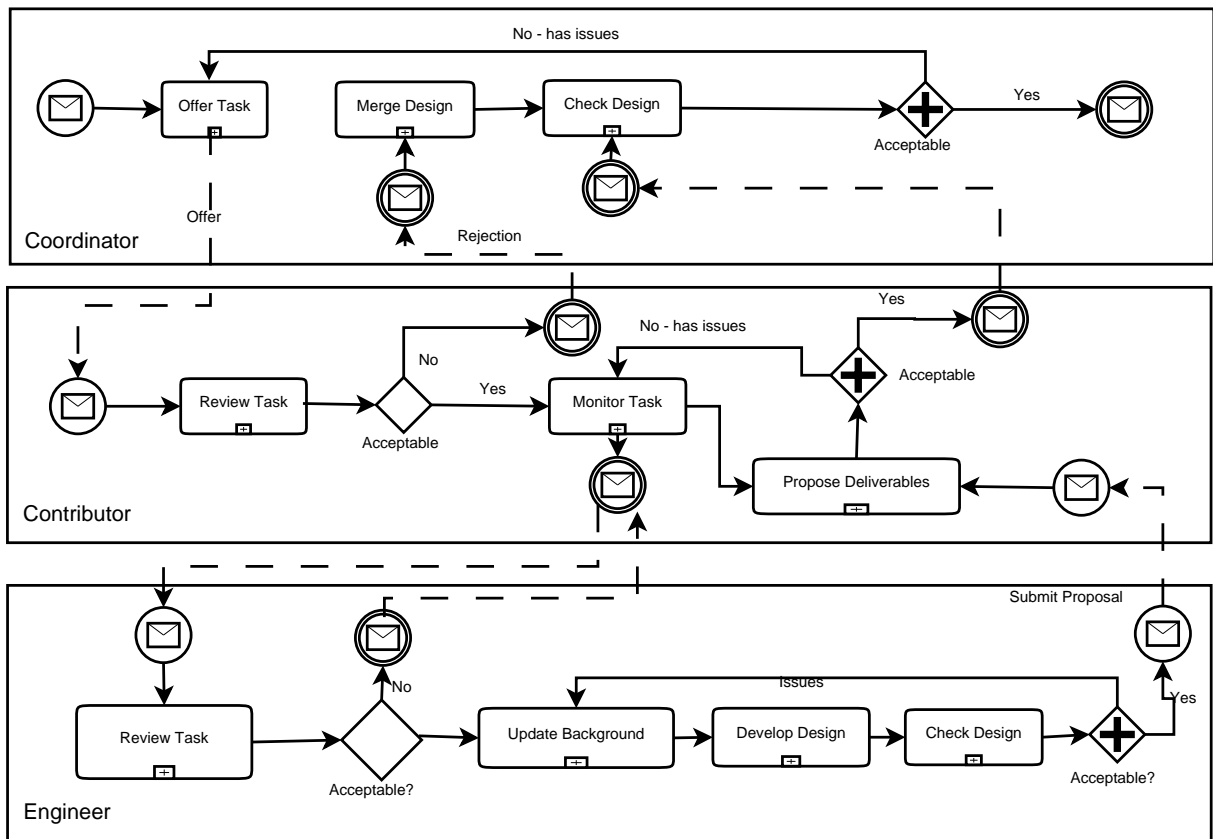 No - has issues
Offer Task
Merge Design
Check Design
Yes
Acceptable
Offer
Rejection
Coordinator
Yes
No - has issues
No
Acceptable
Review Task
Yes
Monitor Task
Acceptable
Propose Deliverables
Contributor
Submit Proposal
No
Issues
Yes
Review Task
Update Background
Develop Design
Check Design
Acceptable?
Acceptable?
Engineer